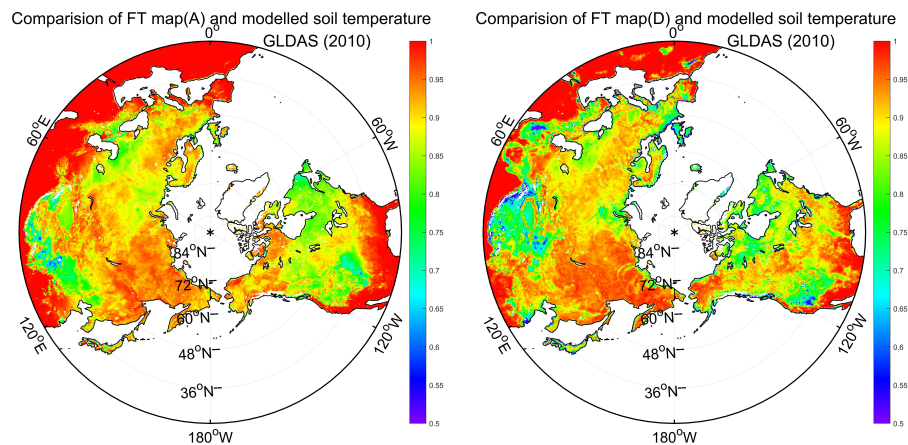 Comparision of FT map(A) and modelled soil temperature
0°
GLDAS (2010)
60°E
60°W
84°N
72°N
60°N
48°N
36°N
120°E
120°W
180°W
1
0.95
0.9
0.85
0.8
0.75
0.7
0.65
0.6
0.55
0.5
Comparision of FT map(D) and modelled soil temperature
0°
GLDAS (2010)
60°E
60°W
84°N
72°N
60°N
48°N
36°N
120°E
120°W
180°W
1
0.95
0.9
0.85
0.8
0.75
0.7
0.65
0.6
0.55
0.5